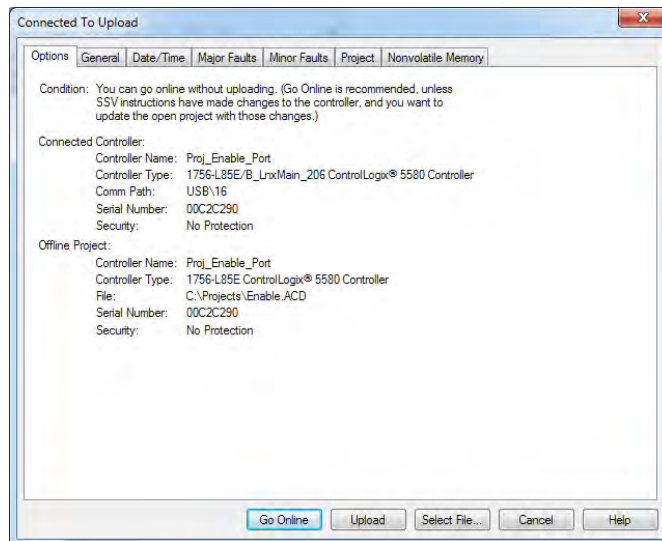 Connected To Upload
Options General Date/Time Major Faults Minor Faults Project Nonvolatile Memory
Condition: You can go online without uploading. (Go Online is recommended, unless
SSV instructions have made changes to the controller, and you want to
update the open project with those changes.)
Connected Controller:
Controller Name: Proj_Enable_Port
Controller Type: 1756-L85E/B_LnxMain_206 ControlLogix® 5580 Controller
Comm Path: USB\16
Serial Number: 00C2C290
Security: No Protection
Offline Project:
Controller Name: Proj_Enable_Port
Controller Type: 1756-L85E ControlLogix® 5580 Controller
File: C:\Projects\Enable.ACD
Serial Number: 00C2C290
Security: No Protection
Go Online Upload Select File... Cancel Help